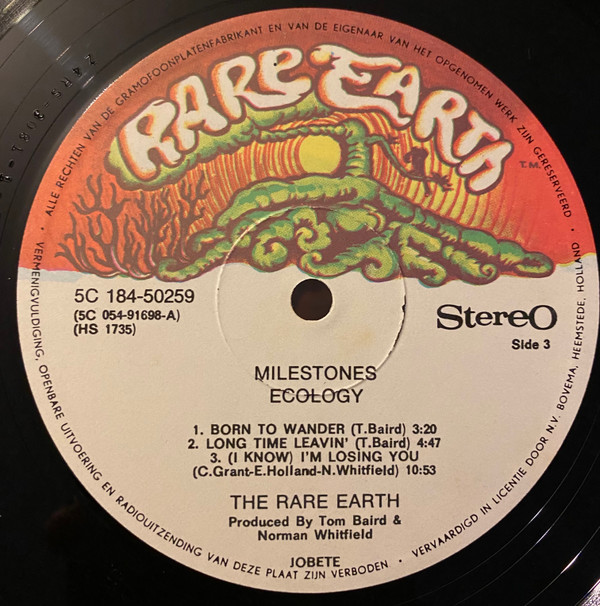 ALLE RECHTEN VAN DE GRAMOFOONPLATENFABRIKANT EN VAN DE EIGENAAR VAN HET OPGENOMEN WERK ZIJN GERESERVEERD •
RARE EARTH
T.M.
5C 184-50259
(5C 054-91698-A)
(HS 1735)
StereO
Side 3
MILESTONES
ECOLOGY
1. BORN TO WANDER (T.Baird) 3:20
2. LONG TIME LEAVIN' (T.Baird) 4:47
3. (I KNOW) I'M LOSING YOU
(C.Grant-E.Holland-N.Whitfield) 10:53
THE RARE EARTH
Produced By Tom Baird &
Norman Whitfield
JOBETE
VERMENIGVULDIGING, OPENBARE UITVOERING EN RADIOUITZENDING VAN DEZE PLAAT ZIJN VERBODEN •
VERVAARDIGD IN LICENTIE DOOR N.V. BOVEMA, HEEMSTEDE, HOLLAND